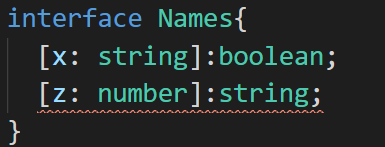 interface Names{
[x: string]:boolean;
[z: number]:string;
}